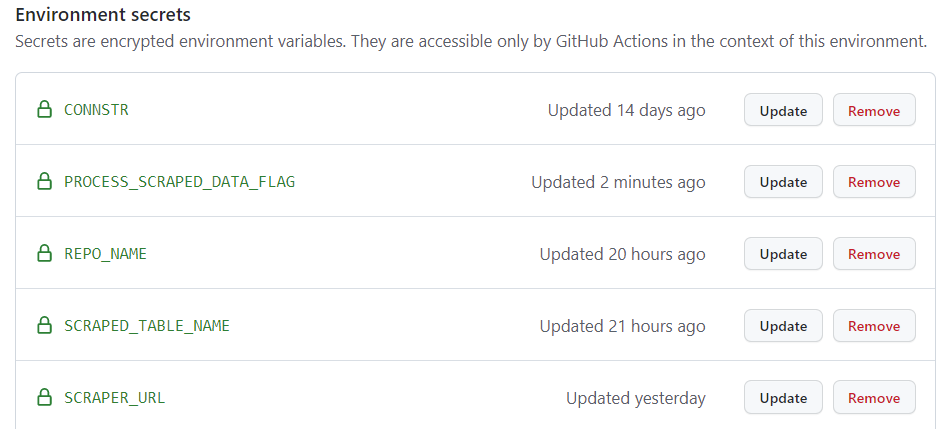 Environment secrets
Secrets are encrypted environment variables. They are accessible only by GitHub Actions in the context of this environment.
CONNSTR Updated 14 days ago Update Remove
PROCESS_SCRAPED_DATA_FLAG Updated 2 minutes ago Update Remove
REPO_NAME Updated 20 hours ago Update Remove
SCRAPED_TABLE_NAME Updated 21 hours ago Update Remove
SCRAPER_URL Updated yesterday Update Remove